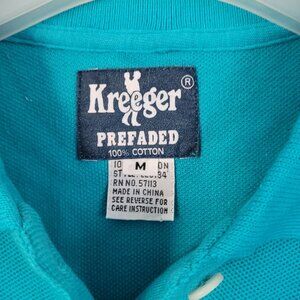 Kreeger ®
PREFADED
100% COTTON
M
RN NO. 57113
MADE IN CHINA
SEE REVERSE FOR
CARE INSTRUCTION